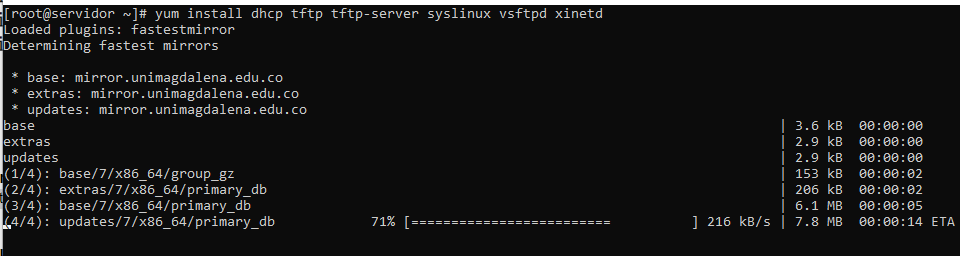 [root@servidor ~]# yum install dhcp tftp tftp-server syslinux vsftpd xinetd
Loaded plugins: fastestmirror
Determining fastest mirrors
* base: mirror.unimagdalena.edu.co
* extras: mirror.unimagdalena.edu.co
* updates: mirror.unimagdalena.edu.co
base | 3.6 kB 00:00:00
extras | 2.9 kB 00:00:00
updates | 2.9 kB 00:00:00
(1/4): base/7/x86_64/group_gz | 153 kB 00:00:02
(2/4): extras/7/x86_64/primary_db | 206 kB 00:00:02
(3/4): base/7/x86_64/primary_db | 6.1 MB 00:00:05
(4/4): updates/7/x86_64/primary_db 71% [========================= ] 216 kB/s | 7.8 MB 00:00:14 ETA